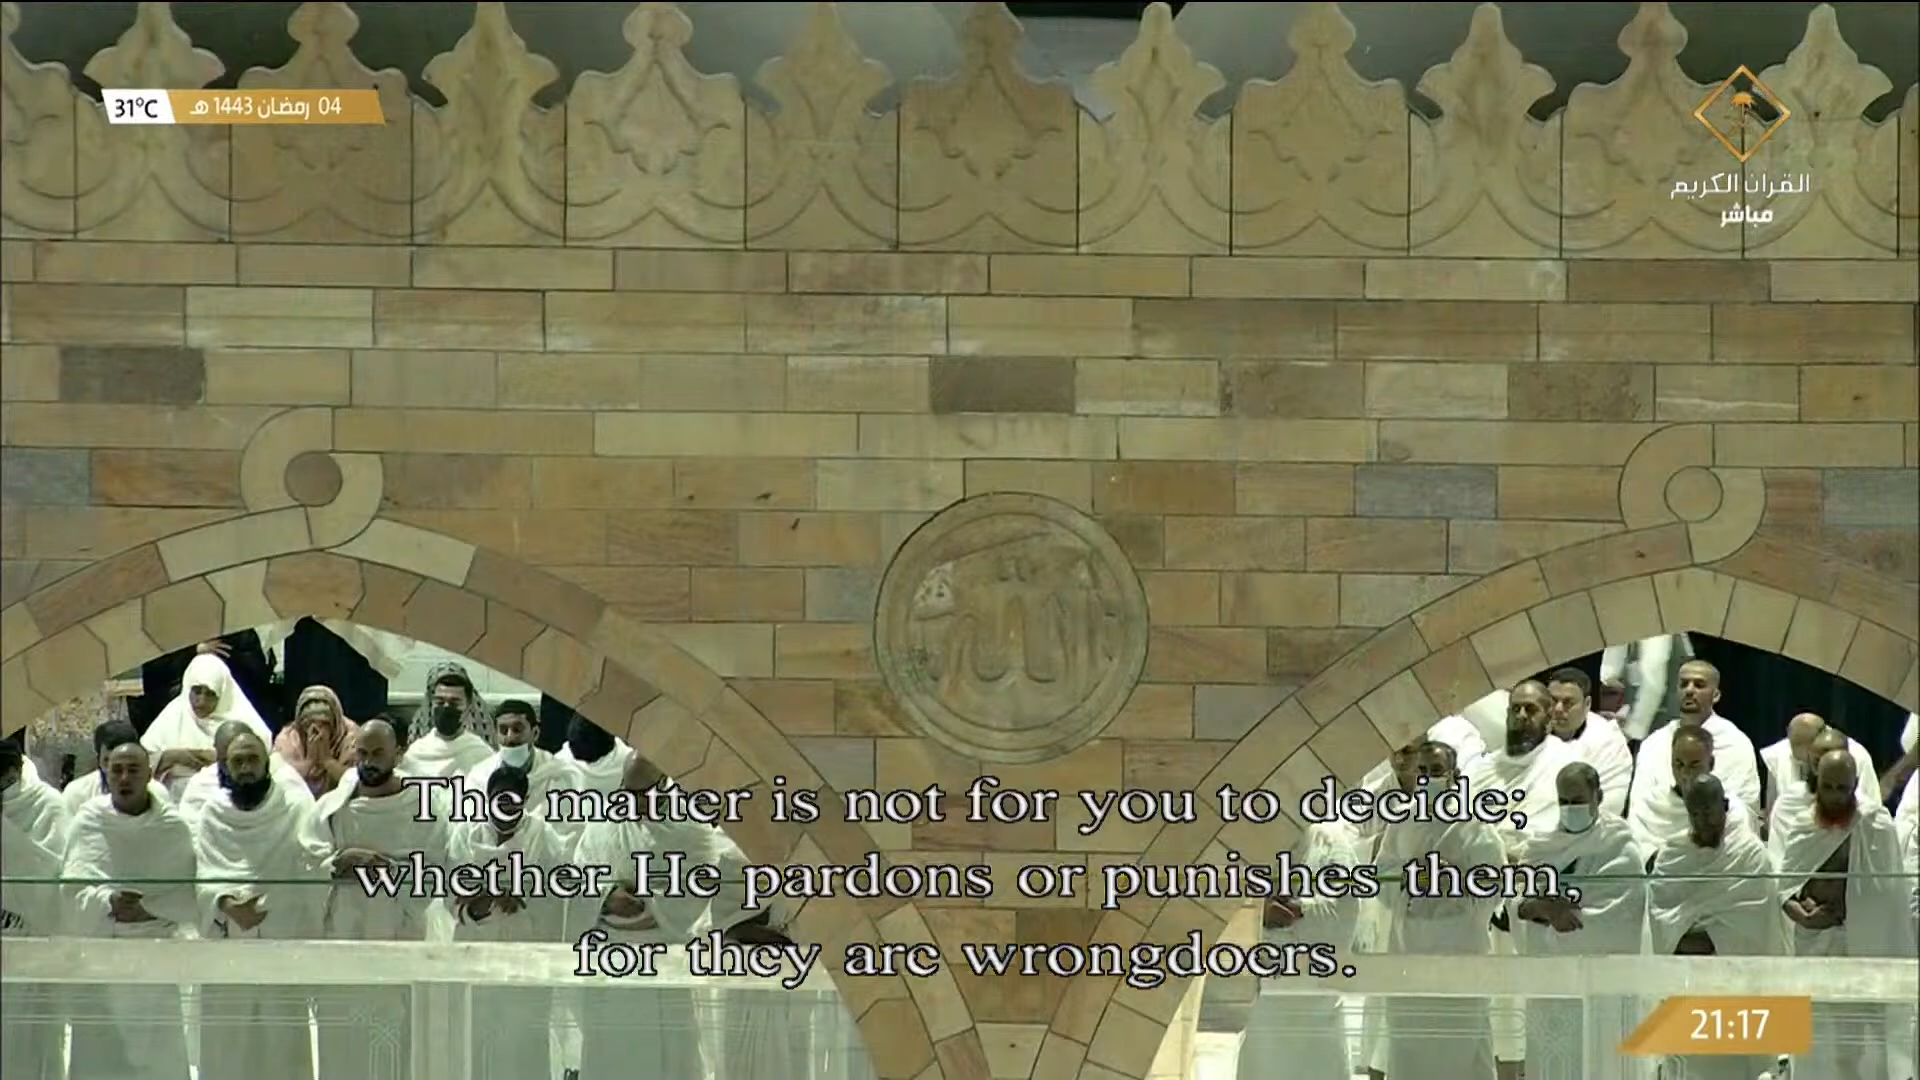 31°C
04 رمضان 1443 هـ
القرآن الكريم
مباشر
الله
The matter is not for you to decide;
whether He pardons or punishes them,
for they are wrongdoers.
21:17